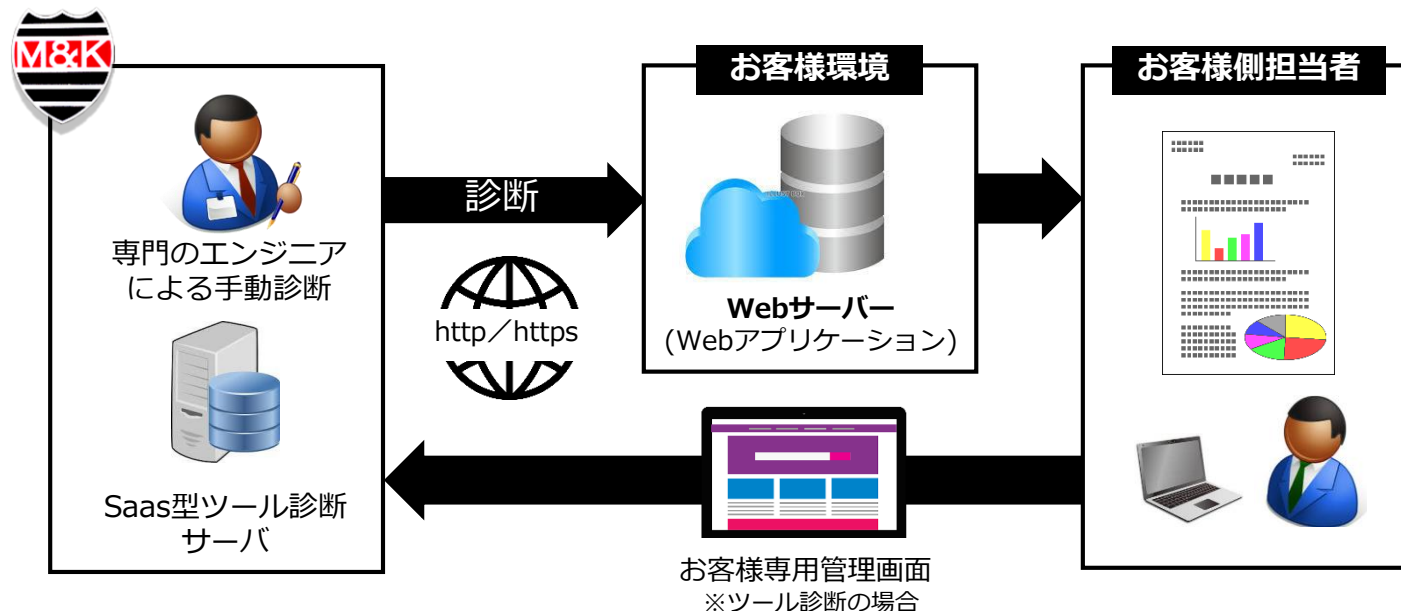 M&K
専門のエンジニア
による手動診断
Saas型ツール診断
サーバ
診断
http／https
お客様環境
Webサーバー
(Webアプリケーション)
お客様専用管理画面
※ツール診断の場合
お客様側担当者